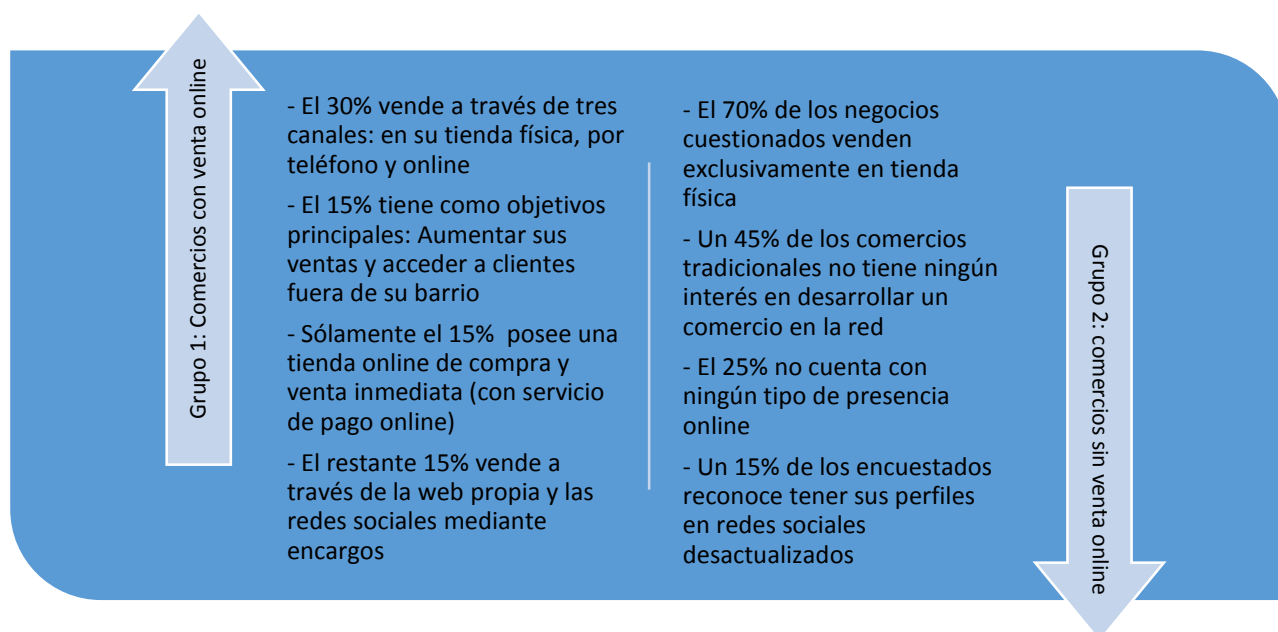 Grupo 1: Comercios con venta online
- El 30% vende a través de tres
canales: en su tienda física, por
teléfono y online
- El 15% tiene como objetivos
principales: Aumentar sus
ventas y acceder a clientes
fuera de su barrio
- Sólamente el 15%  posee una
tienda online de compra y
venta inmediata (con servicio
de pago online)
- El restante 15% vende a
través de la web propia y las
redes sociales mediante
encargos
- El 70% de los negocios
cuestionados venden
exclusivamente en tienda
física
- Un 45% de los comercios
tradicionales no tiene ningún
interés en desarrollar un
comercio en la red
- El 25% no cuenta con
ningún tipo de presencia
online
- Un 15% de los encuestados
reconoce tener sus perfiles
en redes sociales
desactualizados
Grupo 2: comercios sin venta online